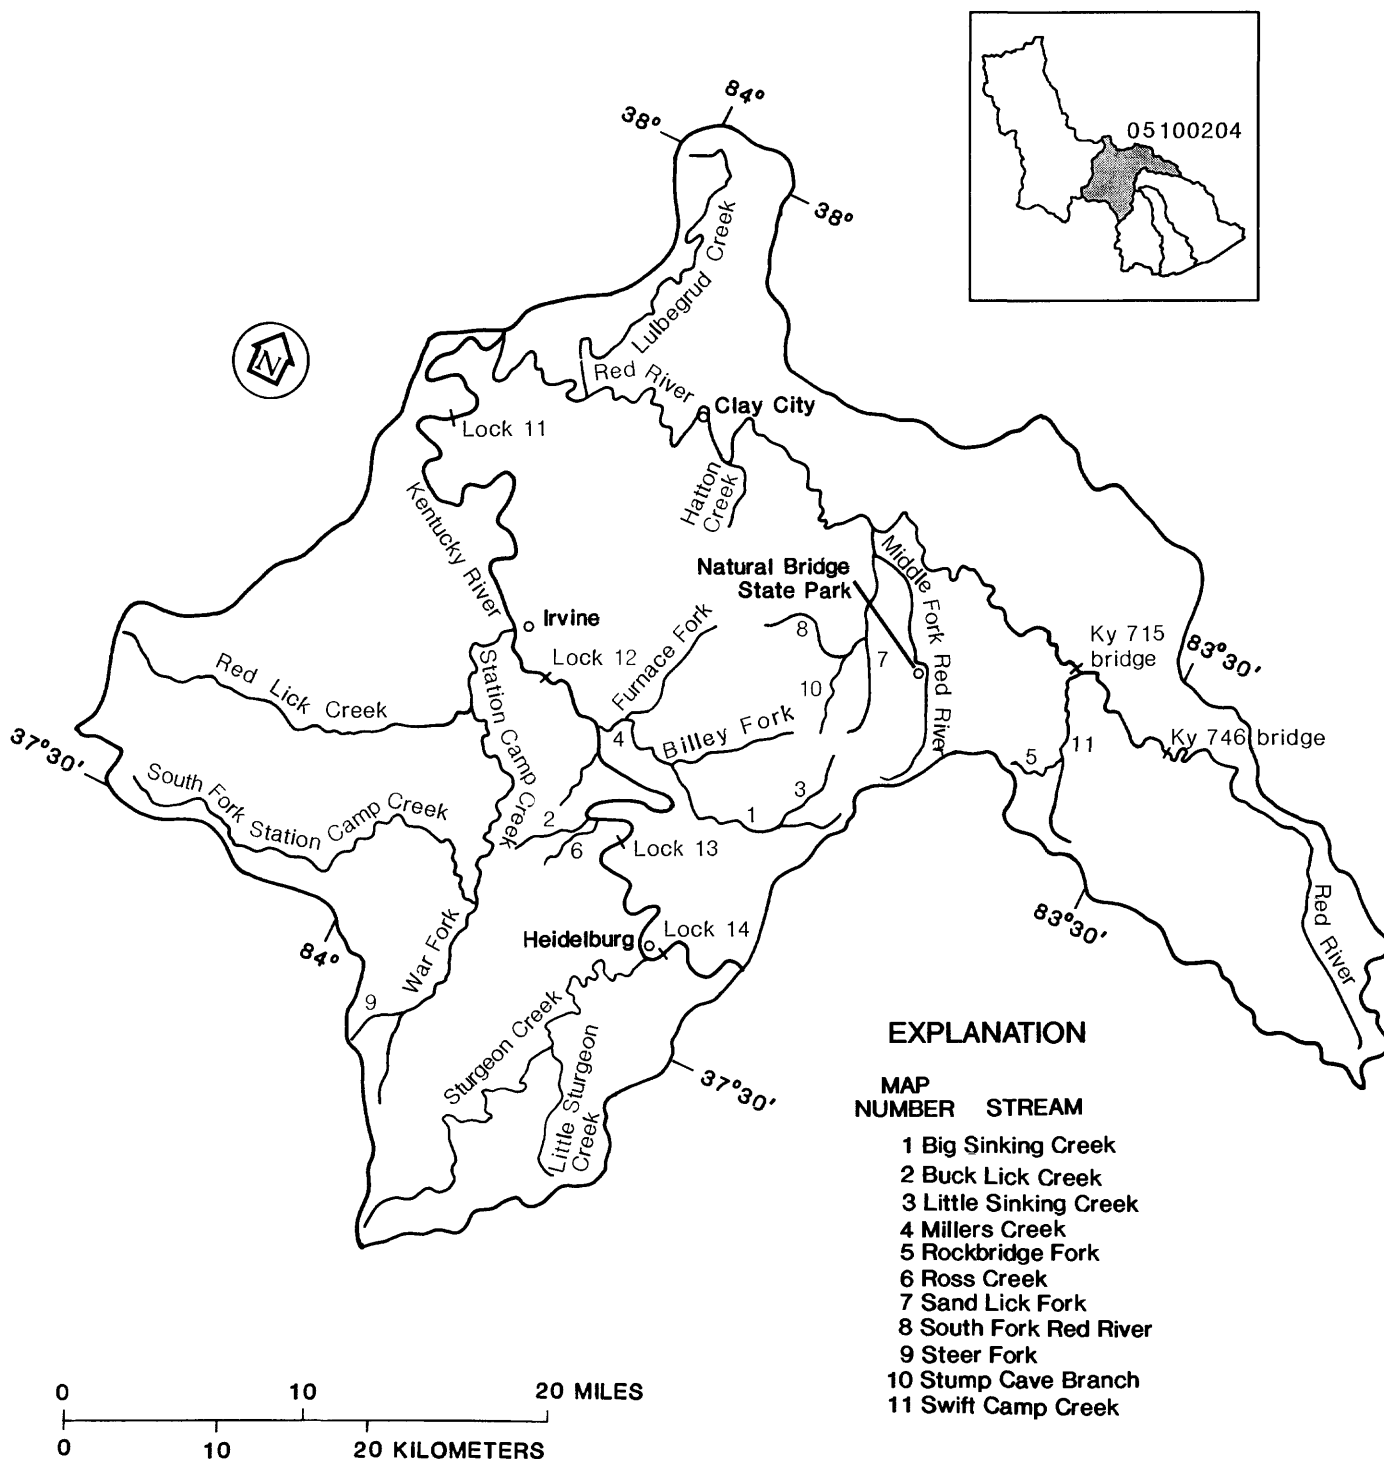 05100204
84°
38°
38°
N
Lulbegrud Creek
Red River
Clay City
Lock 11
Hatton
Creek
Kentucky River
Middle Fork Red River
Natural Bridge
State Park
Irvine
Furnace Fork
8
7
Ky 715
bridge
83°30'
Lock 12
Station Camp Creek
Red Lick Creek
10
Billey Fork
4
37°30'
Ky 746 bridge
11
5
South Fork Station Camp Creek
3
1
2
6
Lock 13
Red River
83°30'
Lock 14
Heidelburg
84°
War Fork
9
Sturgeon Creek
Little Sturgeon
Creek
37°30'
EXPLANATION
MAP
NUMBER STREAM
1 Big Sinking Creek
2 Buck Lick Creek
3 Little Sinking Creek
4 Millers Creek
5 Rockbridge Fork
6 Ross Creek
7 Sand Lick Fork
8 South Fork Red River
9 Steer Fork
10 Stump Cave Branch
11 Swift Camp Creek
0 10 20 MILES
0 10 20 KILOMETERS